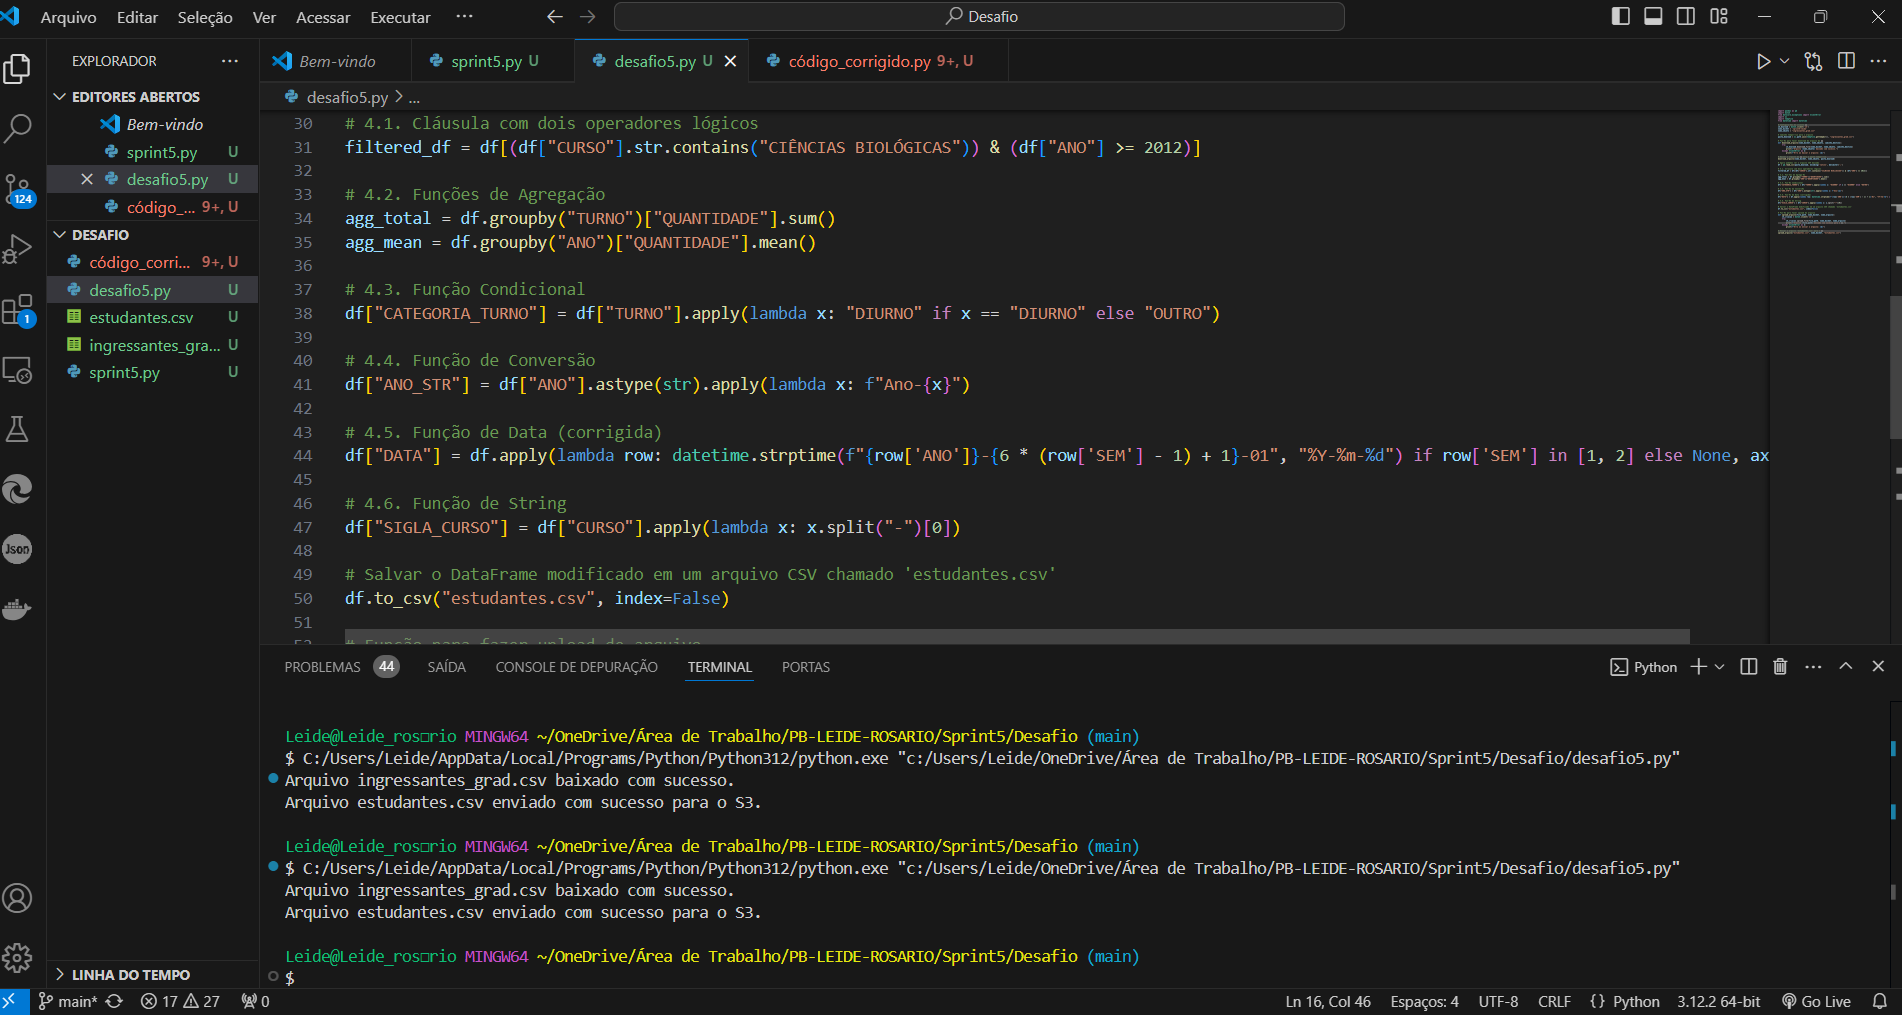 Arquivo Editar Seleção Ver Acessar Executar ··· Desafio
EXPLORADOR ···
Bem-vindo sprint5.py U desafio5.py U código_corrigido.py 9+, U
EDITORES ABERTOS
Bem-vindo
sprint5.py U
desafio5.py U
código_... 9+, U
DESAFIO
código_corri... 9+, U
desafio5.py U
estudantes.csv U
ingressantes_gra... U
sprint5.py U
LINHA DO TEMPO
124
1
Json
desafio5.py > ...
30 # 4.1. Cláusula com dois operadores lógicos
31 filtered_df = df[(df["CURSO"].str.contains("CIÊNCIAS BIOLÓGICAS")) & (df["ANO"] >= 2012)]
32
33 # 4.2. Funções de Agregação
34 agg_total = df.groupby("TURNO")["QUANTIDADE"].sum()
35 agg_mean = df.groupby("ANO")["QUANTIDADE"].mean()
36
37 # 4.3. Função Condicional
38 df["CATEGORIA_TURNO"] = df["TURNO"].apply(lambda x: "DIURNO" if x == "DIURNO" else "OUTRO")
39
40 # 4.4. Função de Conversão
41 df["ANO_STR"] = df["ANO"].astype(str).apply(lambda x: f"Ano-{x}")
42
43 # 4.5. Função de Data (corrigida)
44 df["DATA"] = df.apply(lambda row: datetime.strptime(f"{row['ANO']}-{6 * (row['SEM'] - 1) + 1}-01", "%Y-%m-%d") if row['SEM'] in [1, 2] else None, ax
45
46 # 4.6. Função de String
47 df["SIGLA_CURSO"] = df["CURSO"].apply(lambda x: x.split("-")[0])
48
49 # Salvar o DataFrame modificado em um arquivo CSV chamado 'estudantes.csv'
50 df.to_csv("estudantes.csv", index=False)
51
PROBLEMAS 44 SAÍDA CONSOLE DE DEPURAÇÃO TERMINAL PORTAS Python
Leide@Leide_ros□rio MINGW64 ~/OneDrive/Área de Trabalho/PB-LEIDE-ROSARIO/Sprint5/Desafio (main)
$ C:/Users/Leide/AppData/Local/Programs/Python/Python312/python.exe "c:/Users/Leide/OneDrive/Área de Trabalho/PB-LEIDE-ROSARIO/Sprint5/Desafio/desafio5.py"
Arquivo ingressantes_grad.csv baixado com sucesso.
Arquivo estudantes.csv enviado com sucesso para o S3.
Leide@Leide_ros□rio MINGW64 ~/OneDrive/Área de Trabalho/PB-LEIDE-ROSARIO/Sprint5/Desafio (main)
$ C:/Users/Leide/AppData/Local/Programs/Python/Python312/python.exe "c:/Users/Leide/OneDrive/Área de Trabalho/PB-LEIDE-ROSARIO/Sprint5/Desafio/desafio5.py"
Arquivo ingressantes_grad.csv baixado com sucesso.
Arquivo estudantes.csv enviado com sucesso para o S3.
Leide@Leide_ros□rio MINGW64 ~/OneDrive/Área de Trabalho/PB-LEIDE-ROSARIO/Sprint5/Desafio (main)
$
main* 17 27 0 Ln 16, Col 46 Espaços: 4 UTF-8 CRLF {} Python 3.12.2 64-bit Go Live